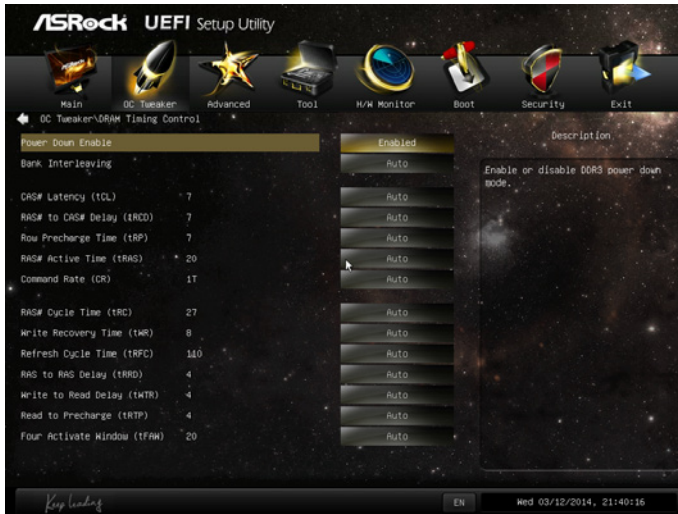 ASRock UEFI Setup Utility
Main OC Tweaker Advanced Tool H/W Monitor Boot Security Exit
OC Tweaker\DRAM Timing Control
Description
Power Down Enable Enabled
Enable or disable DDR3 power down
mode.
Bank Interleaving Auto
CAS# Latency (tCL) 7 Auto
RAS# to CAS# Delay (tRCD) 7 Auto
Row Precharge Time (tRP) 7 Auto
RAS# Active Time (tRAS) 20 Auto
Command Rate (CR) 1T Auto
RAS# Cycle Time (tRC) 27 Auto
Write Recovery Time (tWR) 8 Auto
Refresh Cycle Time (tRFC) 110 Auto
RAS to RAS Delay (tRRD) 4 Auto
Write to Read Delay (tWTR) 4 Auto
Read to Precharge (tRTP) 4 Auto
Four Activate Window (tFAW) 20 Auto
Keep Leading
EN
Wed 03/12/2014, 21:40:16